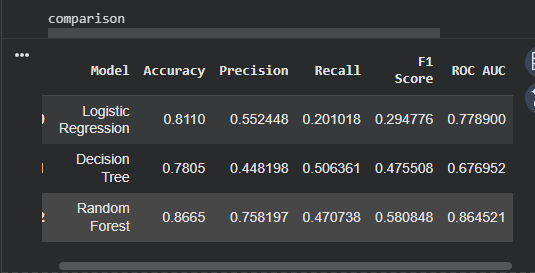 comparison
Model Accuracy Precision Recall F1 Score ROC AUC
Logistic Regression 0.8110 0.552448 0.201018 0.294776 0.778900
Decision Tree 0.7805 0.448198 0.506361 0.475508 0.676952
2 Random Forest 0.8665 0.758197 0.470738 0.580848 0.864521